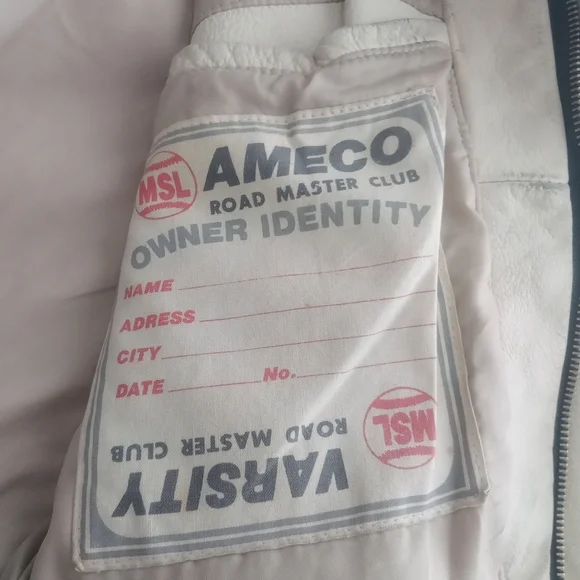 MSL AMECO
ROAD MASTER CLUB
OWNER IDENTITY
NAME
ADRESS
CITY
DATE No.
VARSITY
ROAD MASTER CLUB
MSL